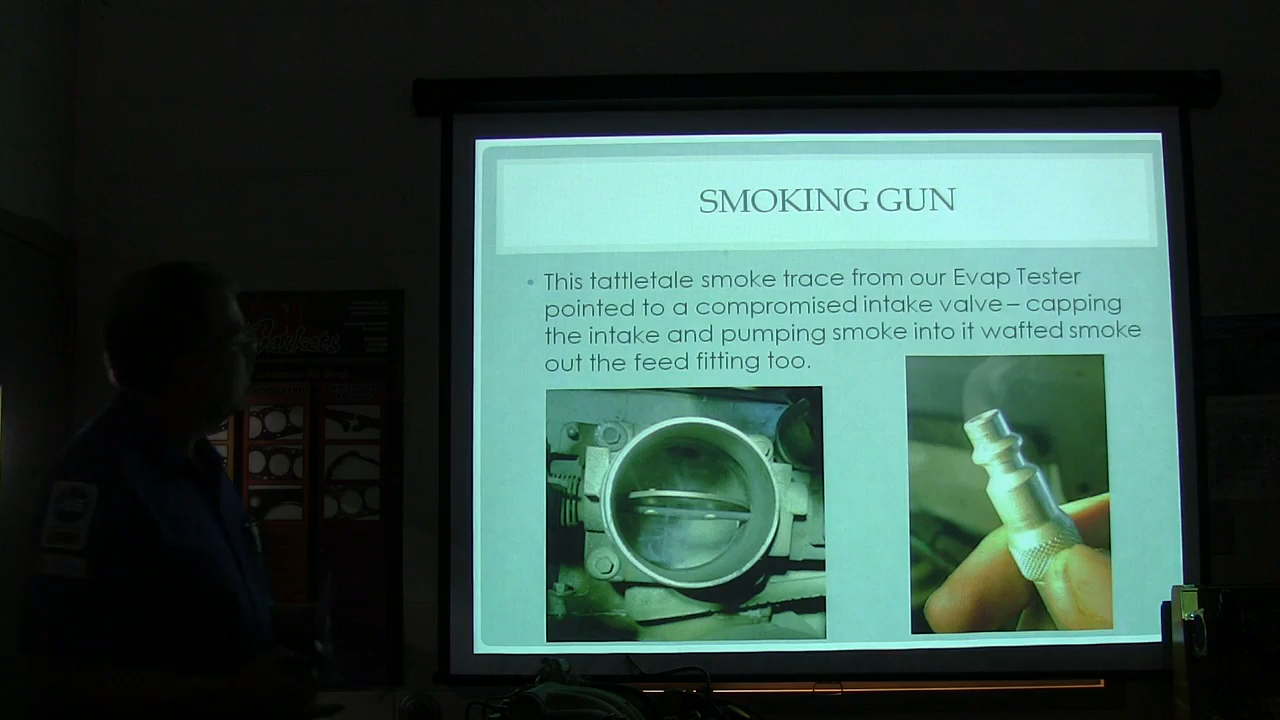 SMOKING GUN
• This tattletale smoke trace from our Evap Tester
pointed to a compromised intake valve – capping
the intake and pumping smoke into it wafted smoke
out the feed fitting too.